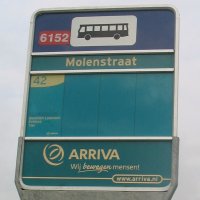 6152
Molenstraat
42
ARRIVA
Wij bewegen mensen!
www.arriva.nl